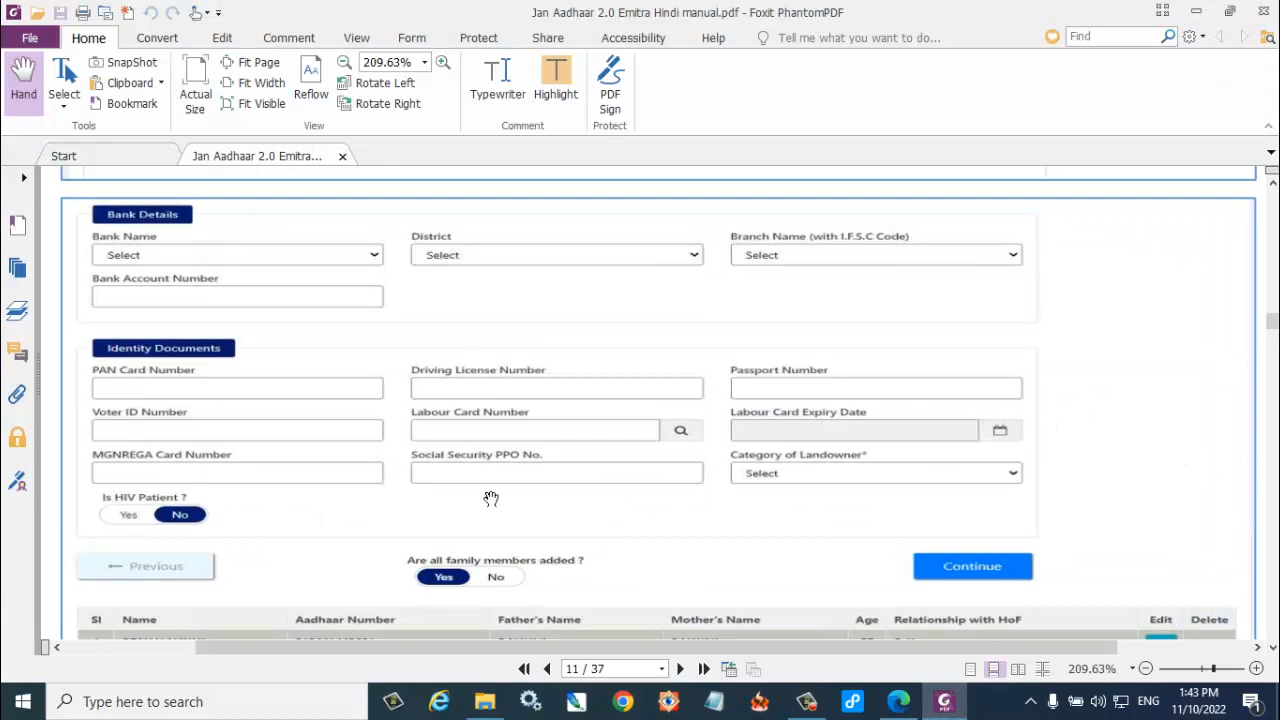 Jan Aadhaar 2.0 Emitra Hindi manual.pdf - Foxit PhantomPDF
File Home Convert Edit Comment View Form Protect Share Accessibility Help Tell me what you want to do... Find
Hand Select SnapShot Clipboard Bookmark
Tools
Actual Size Fit Page Fit Width Fit Visible Reflow 209.63% Rotate Left Rotate Right
View
Typewriter Highlight
Comment
PDF Sign
Protect
Start Jan Aadhaar 2.0 Emitra...
Bank Details
Bank Name District Branch Name (with I.F.S.C Code)
Select Select Select
Bank Account Number
Identity Documents
PAN Card Number Driving License Number Passport Number
Voter ID Number Labour Card Number Labour Card Expiry Date
MGNREGA Card Number Social Security PPO No. Category of Landowner*
Select
Is HIV Patient ?
Yes No
Are all family members added ?
← Previous Yes No Continue
Sl Name Aadhaar Number Father's Name Mother's Name Age Relationship with HoF Edit Delete
11 / 37 209.63%
Type here to search ENG 1:43 PM
11/10/2022